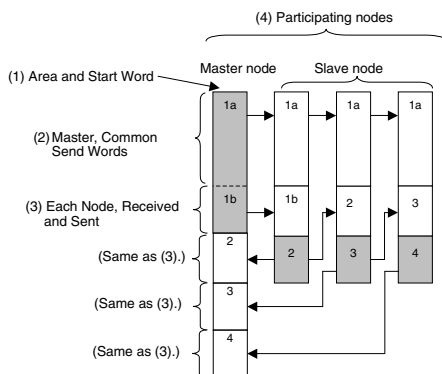 (4) Participating nodes
(1) Area and Start Word
Master node
Slave node
1a
1a
1a
1a
(2) Master, Common
Send Words
(3) Each Node, Received
and Sent
1b
1b
2
3
(Same as (3).)
2
2
3
4
(Same as (3).)
3
(Same as (3).)
4